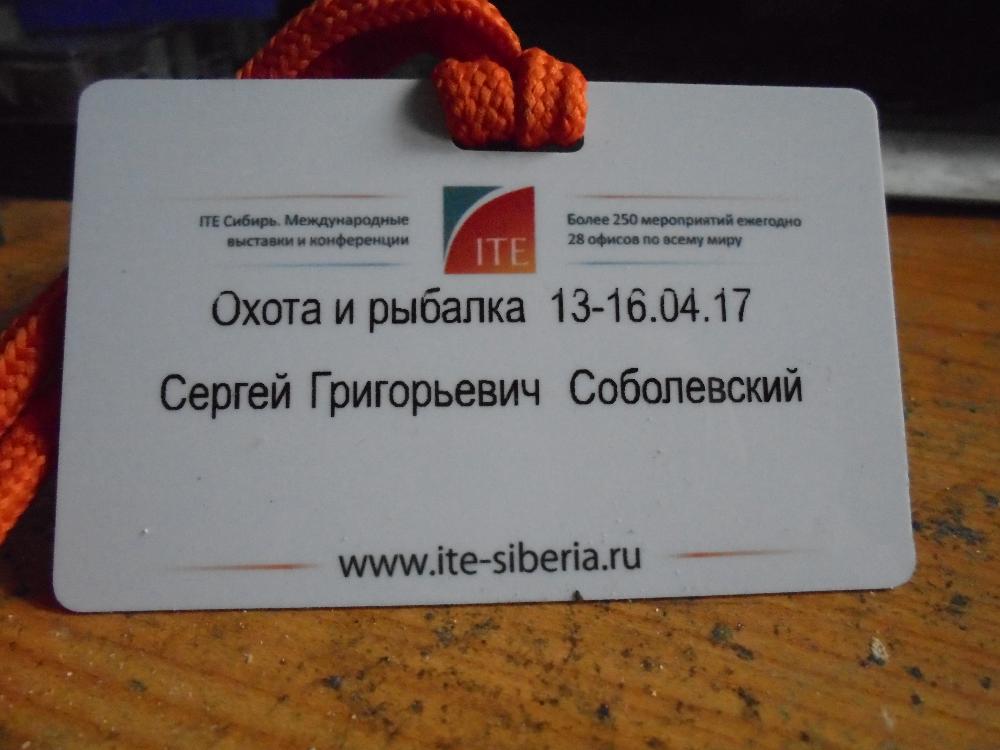 ITE Сибирь. Международные
выставки и конференции
ITE
Более 250 мероприятий ежегодно
28 офисов по всему миру
Охота и рыбалка 13-16.04.17
Сергей Григорьевич Соболевский
www.ite-siberia.ru